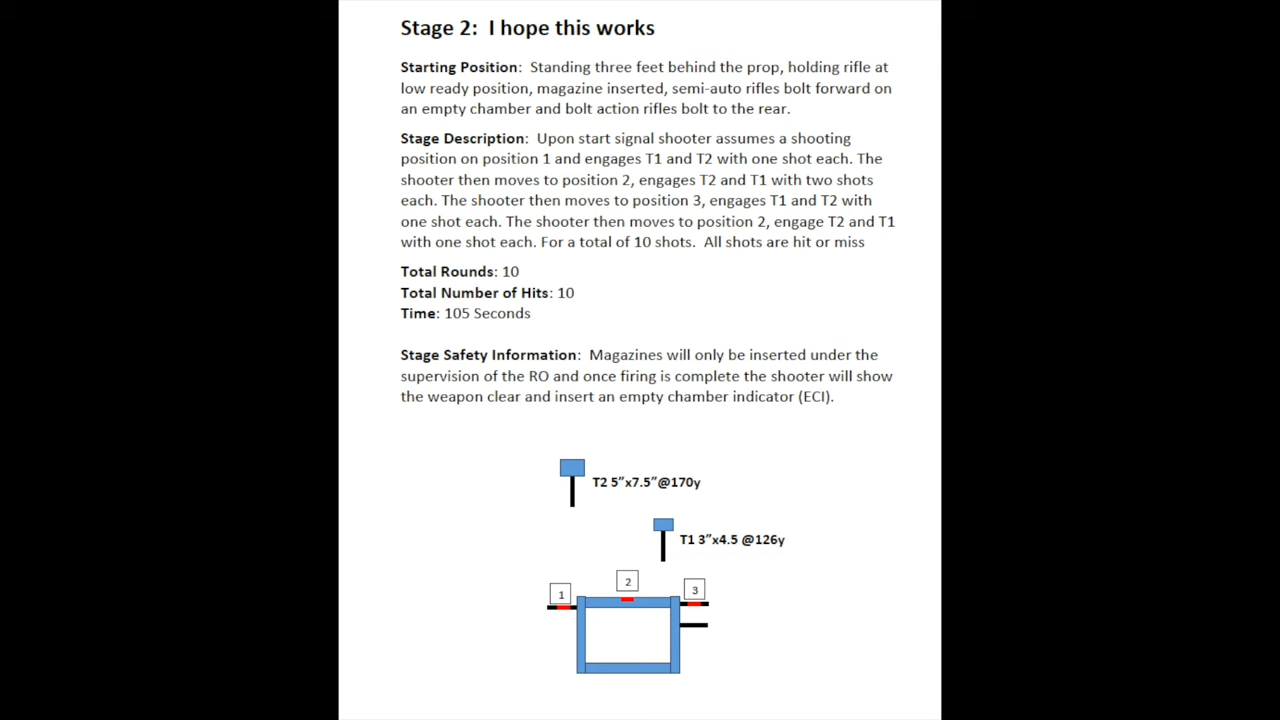 Stage 2:  I hope this works
Starting Position:  Standing three feet behind the prop, holding rifle at
low ready position, magazine inserted, semi-auto rifles bolt forward on
an empty chamber and bolt action rifles bolt to the rear.
Stage Description:  Upon start signal shooter assumes a shooting
position on position 1 and engages T1 and T2 with one shot each. The
shooter then moves to position 2, engages T2 and T1 with two shots
each. The shooter then moves to position 3, engages T1 and T2 with
one shot each. The shooter then moves to position 2, engage T2 and T1
with one shot each. For a total of 10 shots.  All shots are hit or miss
Total Rounds: 10
Total Number of Hits: 10
Time: 105 Seconds
Stage Safety Information:  Magazines will only be inserted under the
supervision of the RO and once firing is complete the shooter will show
the weapon clear and insert an empty chamber indicator (ECI).
T2 5”x7.5”@170y
T1 3”x4.5 @126y
1
2
3